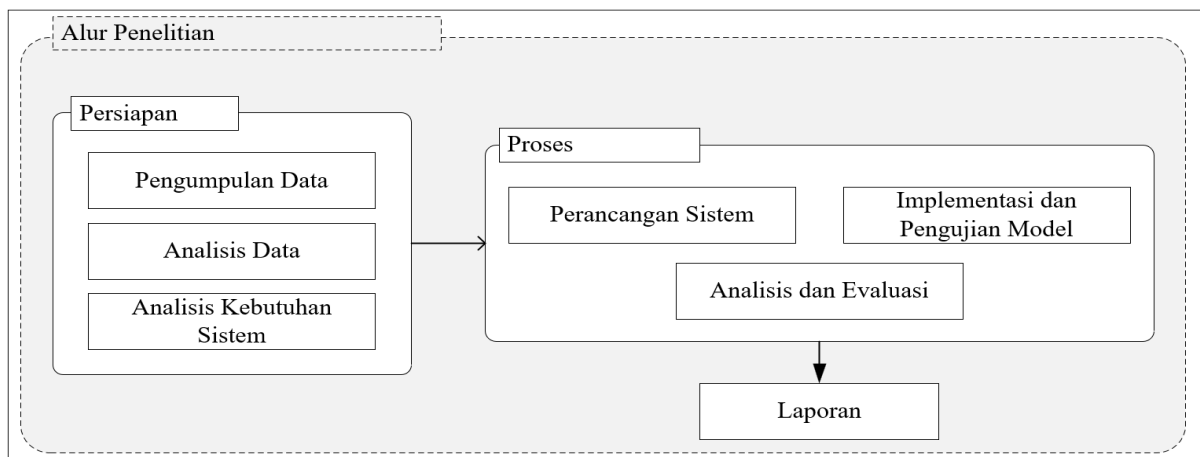 Alur Penelitian
Persiapan
Pengumpulan Data
Analisis Data
Analisis Kebutuhan
Sistem
Proses
Perancangan Sistem
Implementasi dan
Pengujian Model
Analisis dan Evaluasi
Laporan